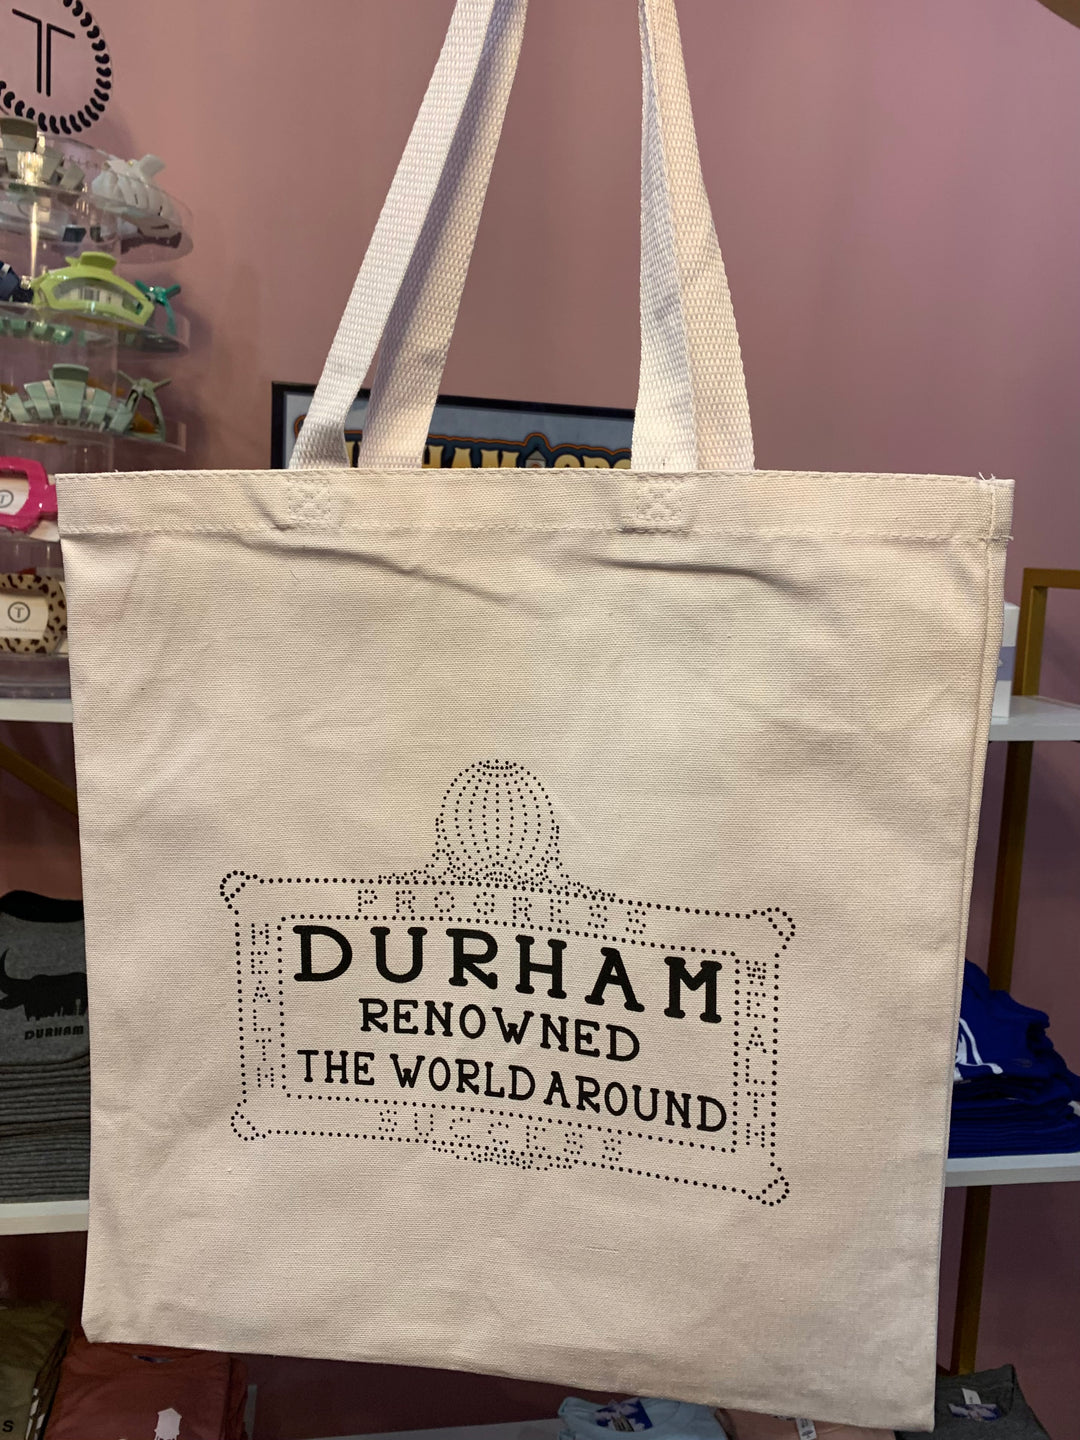 T
PROGRESS
HEALTH
DURHAM
RENOWNED
THE WORLD AROUND
WEALTH
SUCCESS
DURHAM
T
T
S